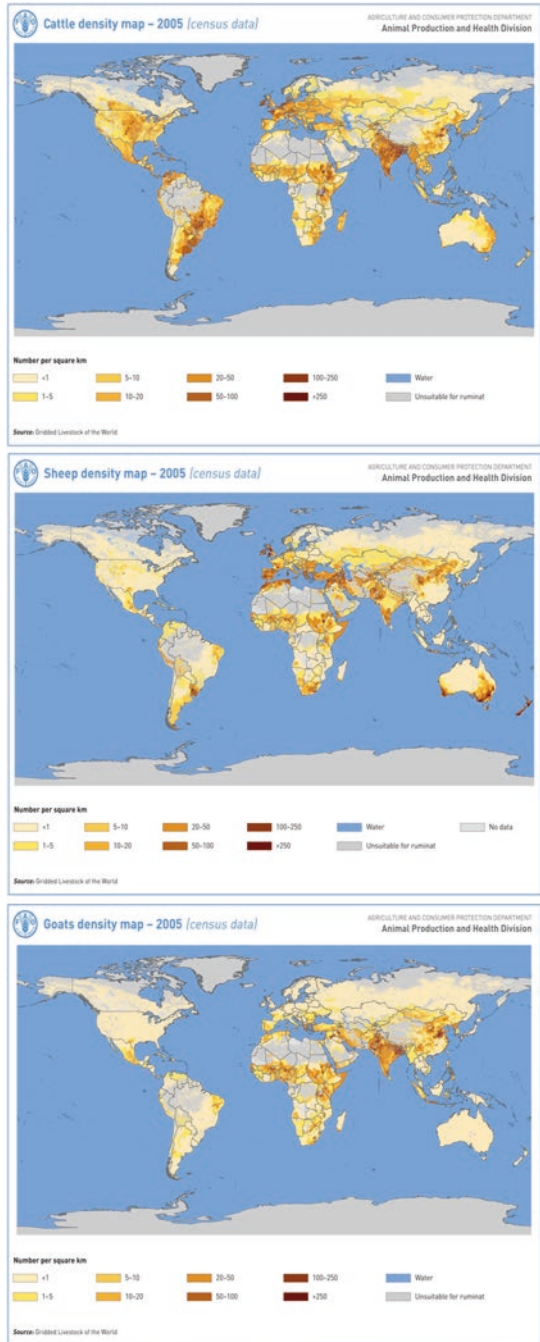 Cattle density map – 2005 (census data)
AGRICULTURE AND CONSUMER PROTECTION DEPARTMENT
Animal Production and Health Division
Number per square km
<1
5–10
20–50
100–250
Water
1–5
10–20
50–100
>250
Unsuitable for ruminat
Source: Gridded Livestock of the World
Sheep density map – 2005 (census data)
AGRICULTURE AND CONSUMER PROTECTION DEPARTMENT
Animal Production and Health Division
Number per square km
<1
5–10
20–50
100–250
Water
No data
1–5
10–20
50–100
>250
Unsuitable for ruminat
Source: Gridded Livestock of the World
Goats density map – 2005 (census data)
AGRICULTURE AND CONSUMER PROTECTION DEPARTMENT
Animal Production and Health Division
Number per square km
<1
5–10
20–50
100–250
Water
1–5
10–20
50–100
>250
Unsuitable for ruminat